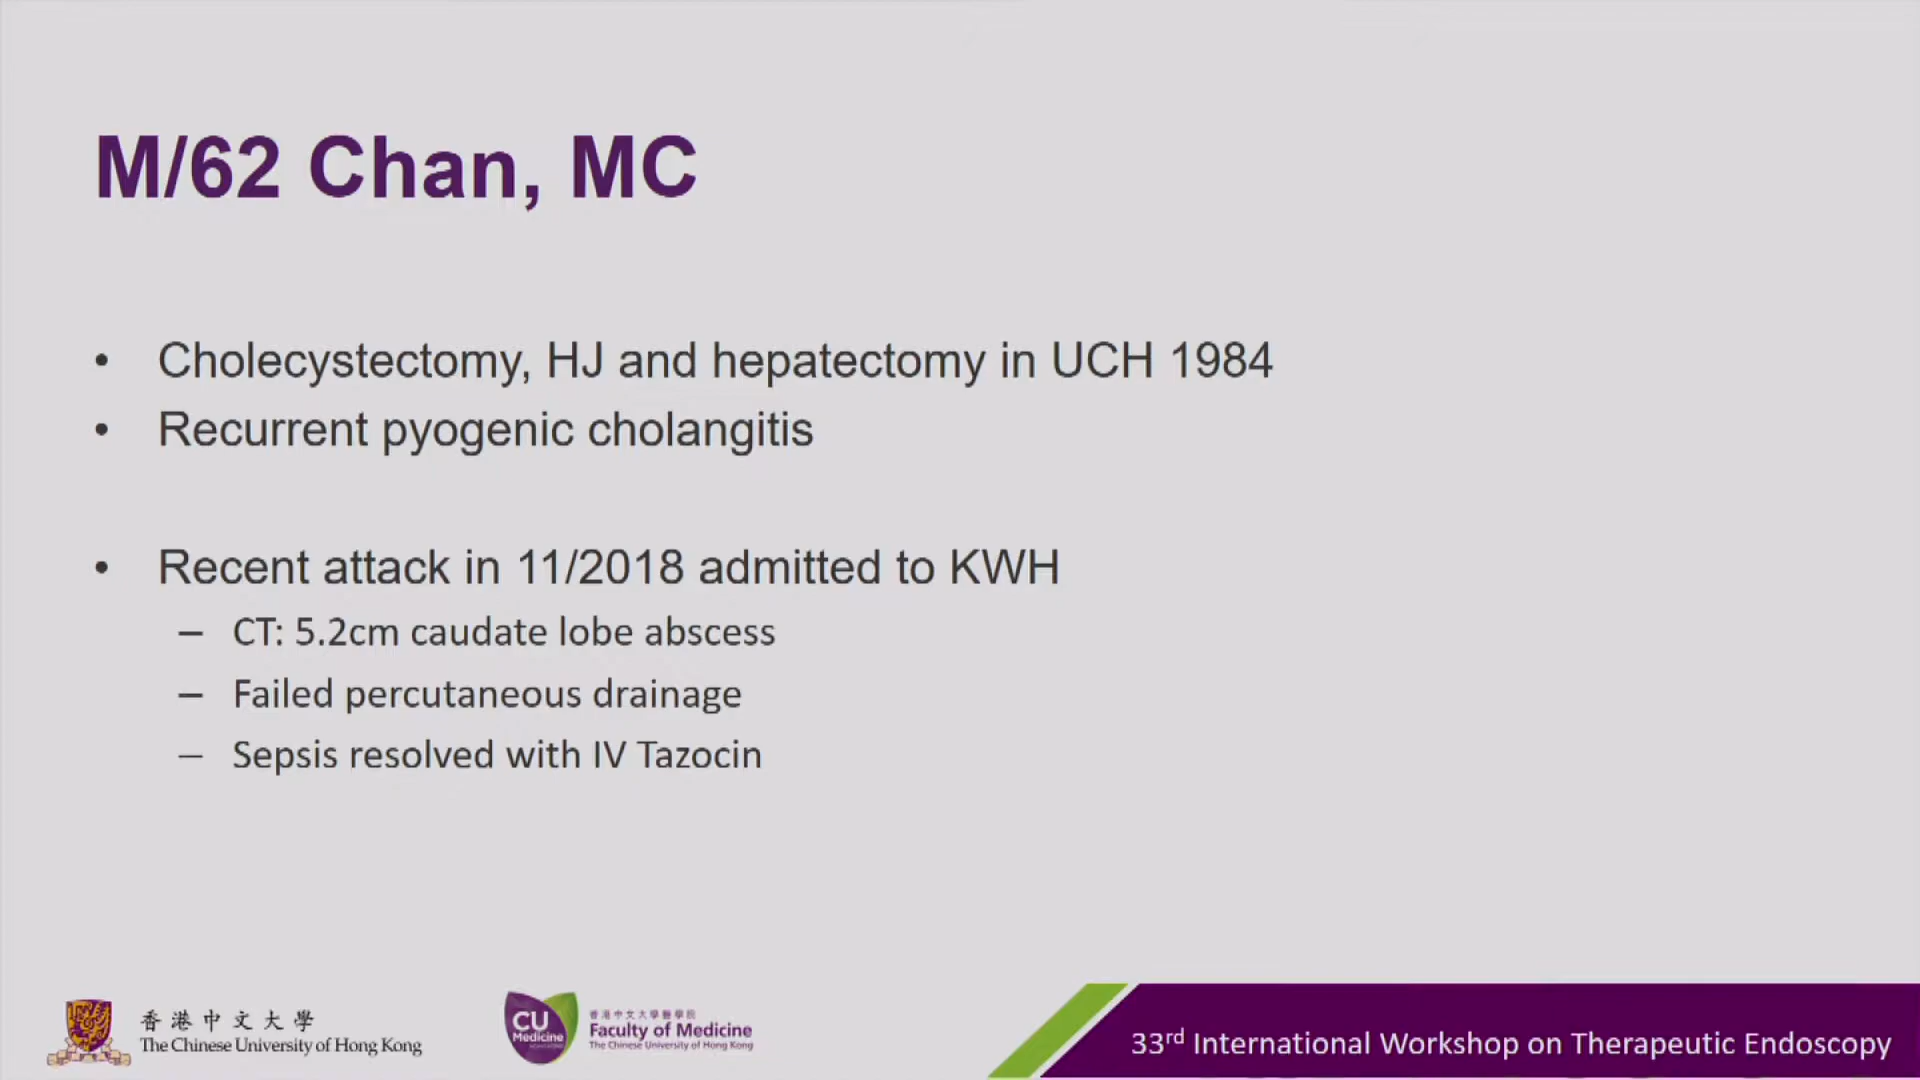 M/62 Chan, MC
• Cholecystectomy, HJ and hepatectomy in UCH 1984
• Recurrent pyogenic cholangitis
• Recent attack in 11/2018 admitted to KWH
– CT: 5.2cm caudate lobe abscess
– Failed percutaneous drainage
– Sepsis resolved with IV Tazocin
香港中文大學
The Chinese University of Hong Kong
CU
Medicine
香港中文大學醫學院
Faculty of Medicine
The Chinese University of Hong Kong
33rd International Workshop on Therapeutic Endoscopy